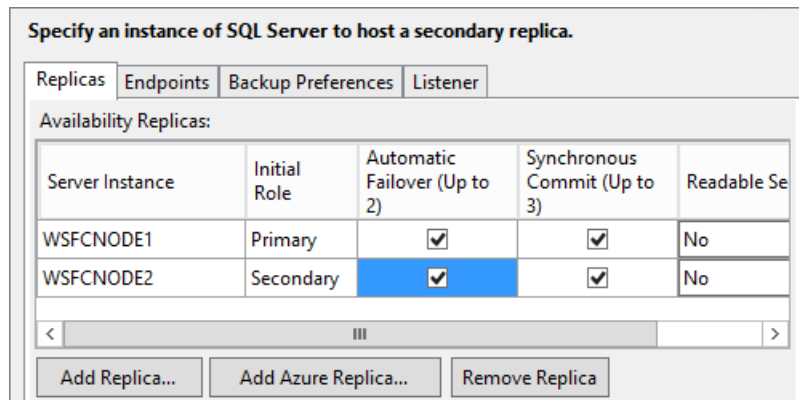 Specify an instance of SQL Server to host a secondary replica.
Replicas Endpoints Backup Preferences Listener
Availability Replicas:
Server Instance Initial Role Automatic Failover (Up to 2) Synchronous Commit (Up to 3) Readable Se
WSFCNODE1 Primary No
WSFCNODE2 Secondary No
Add Replica... Add Azure Replica... Remove Replica